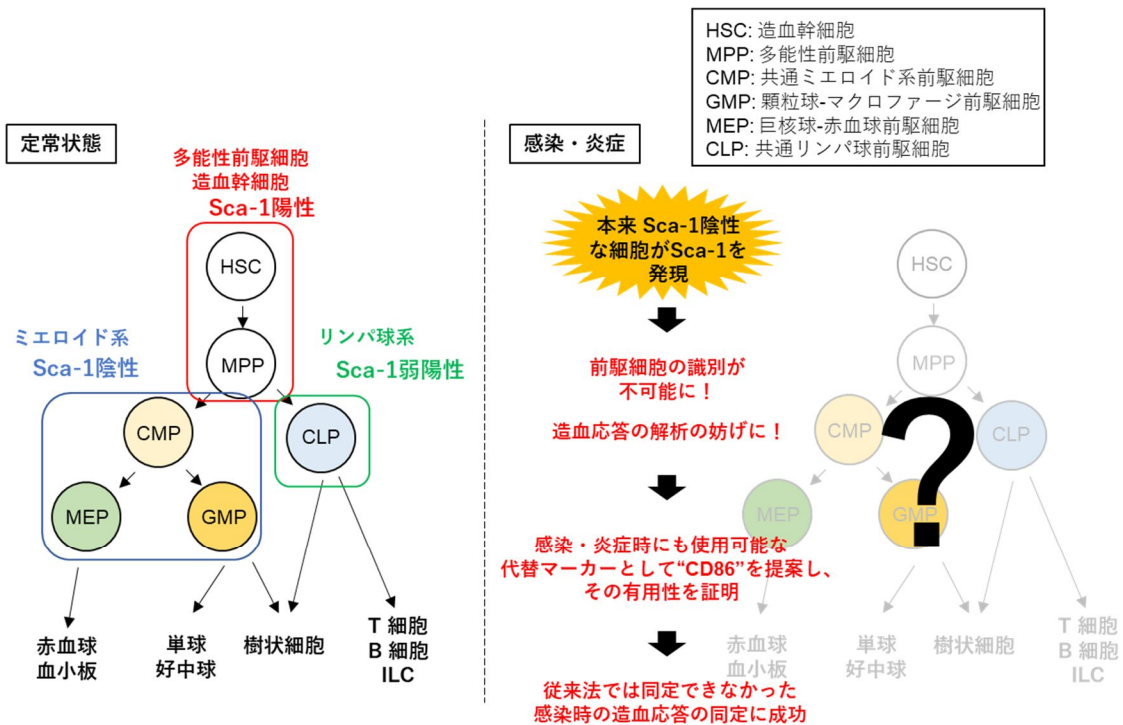 HSC: 造血幹細胞
MPP: 多能性前駆細胞
CMP: 共通ミエロイド系前駆細胞
GMP: 顆粒球-マクロファージ前駆細胞
MEP: 巨核球-赤血球前駆細胞
CLP: 共通リンパ球前駆細胞
定常状態
多能性前駆細胞
造血幹細胞
Sca-1陽性
HSC
MPP
ミエロイド系
Sca-1陰性
リンパ球系
Sca-1弱陽性
CMP
CLP
MEP
GMP
赤血球
血小板
単球
好中球
樹状細胞
T 細胞
B 細胞
ILC
感染・炎症
本来 Sca-1陰性
な細胞がSca-1を
発現
前駆細胞の識別が
不可能に!
造血応答の解析の妨げに!
感染・炎症時にも使用可能な
代替マーカーとして“CD86”を提案し、
その有用性を証明
従来法では同定できなかった
感染時の造血応答の同定に成功
HSC
MPP
CMP
CLP
?
MEP
GMP
赤血球
血小板
単球
好中球
樹状細胞
T 細胞
B 細胞
ILC